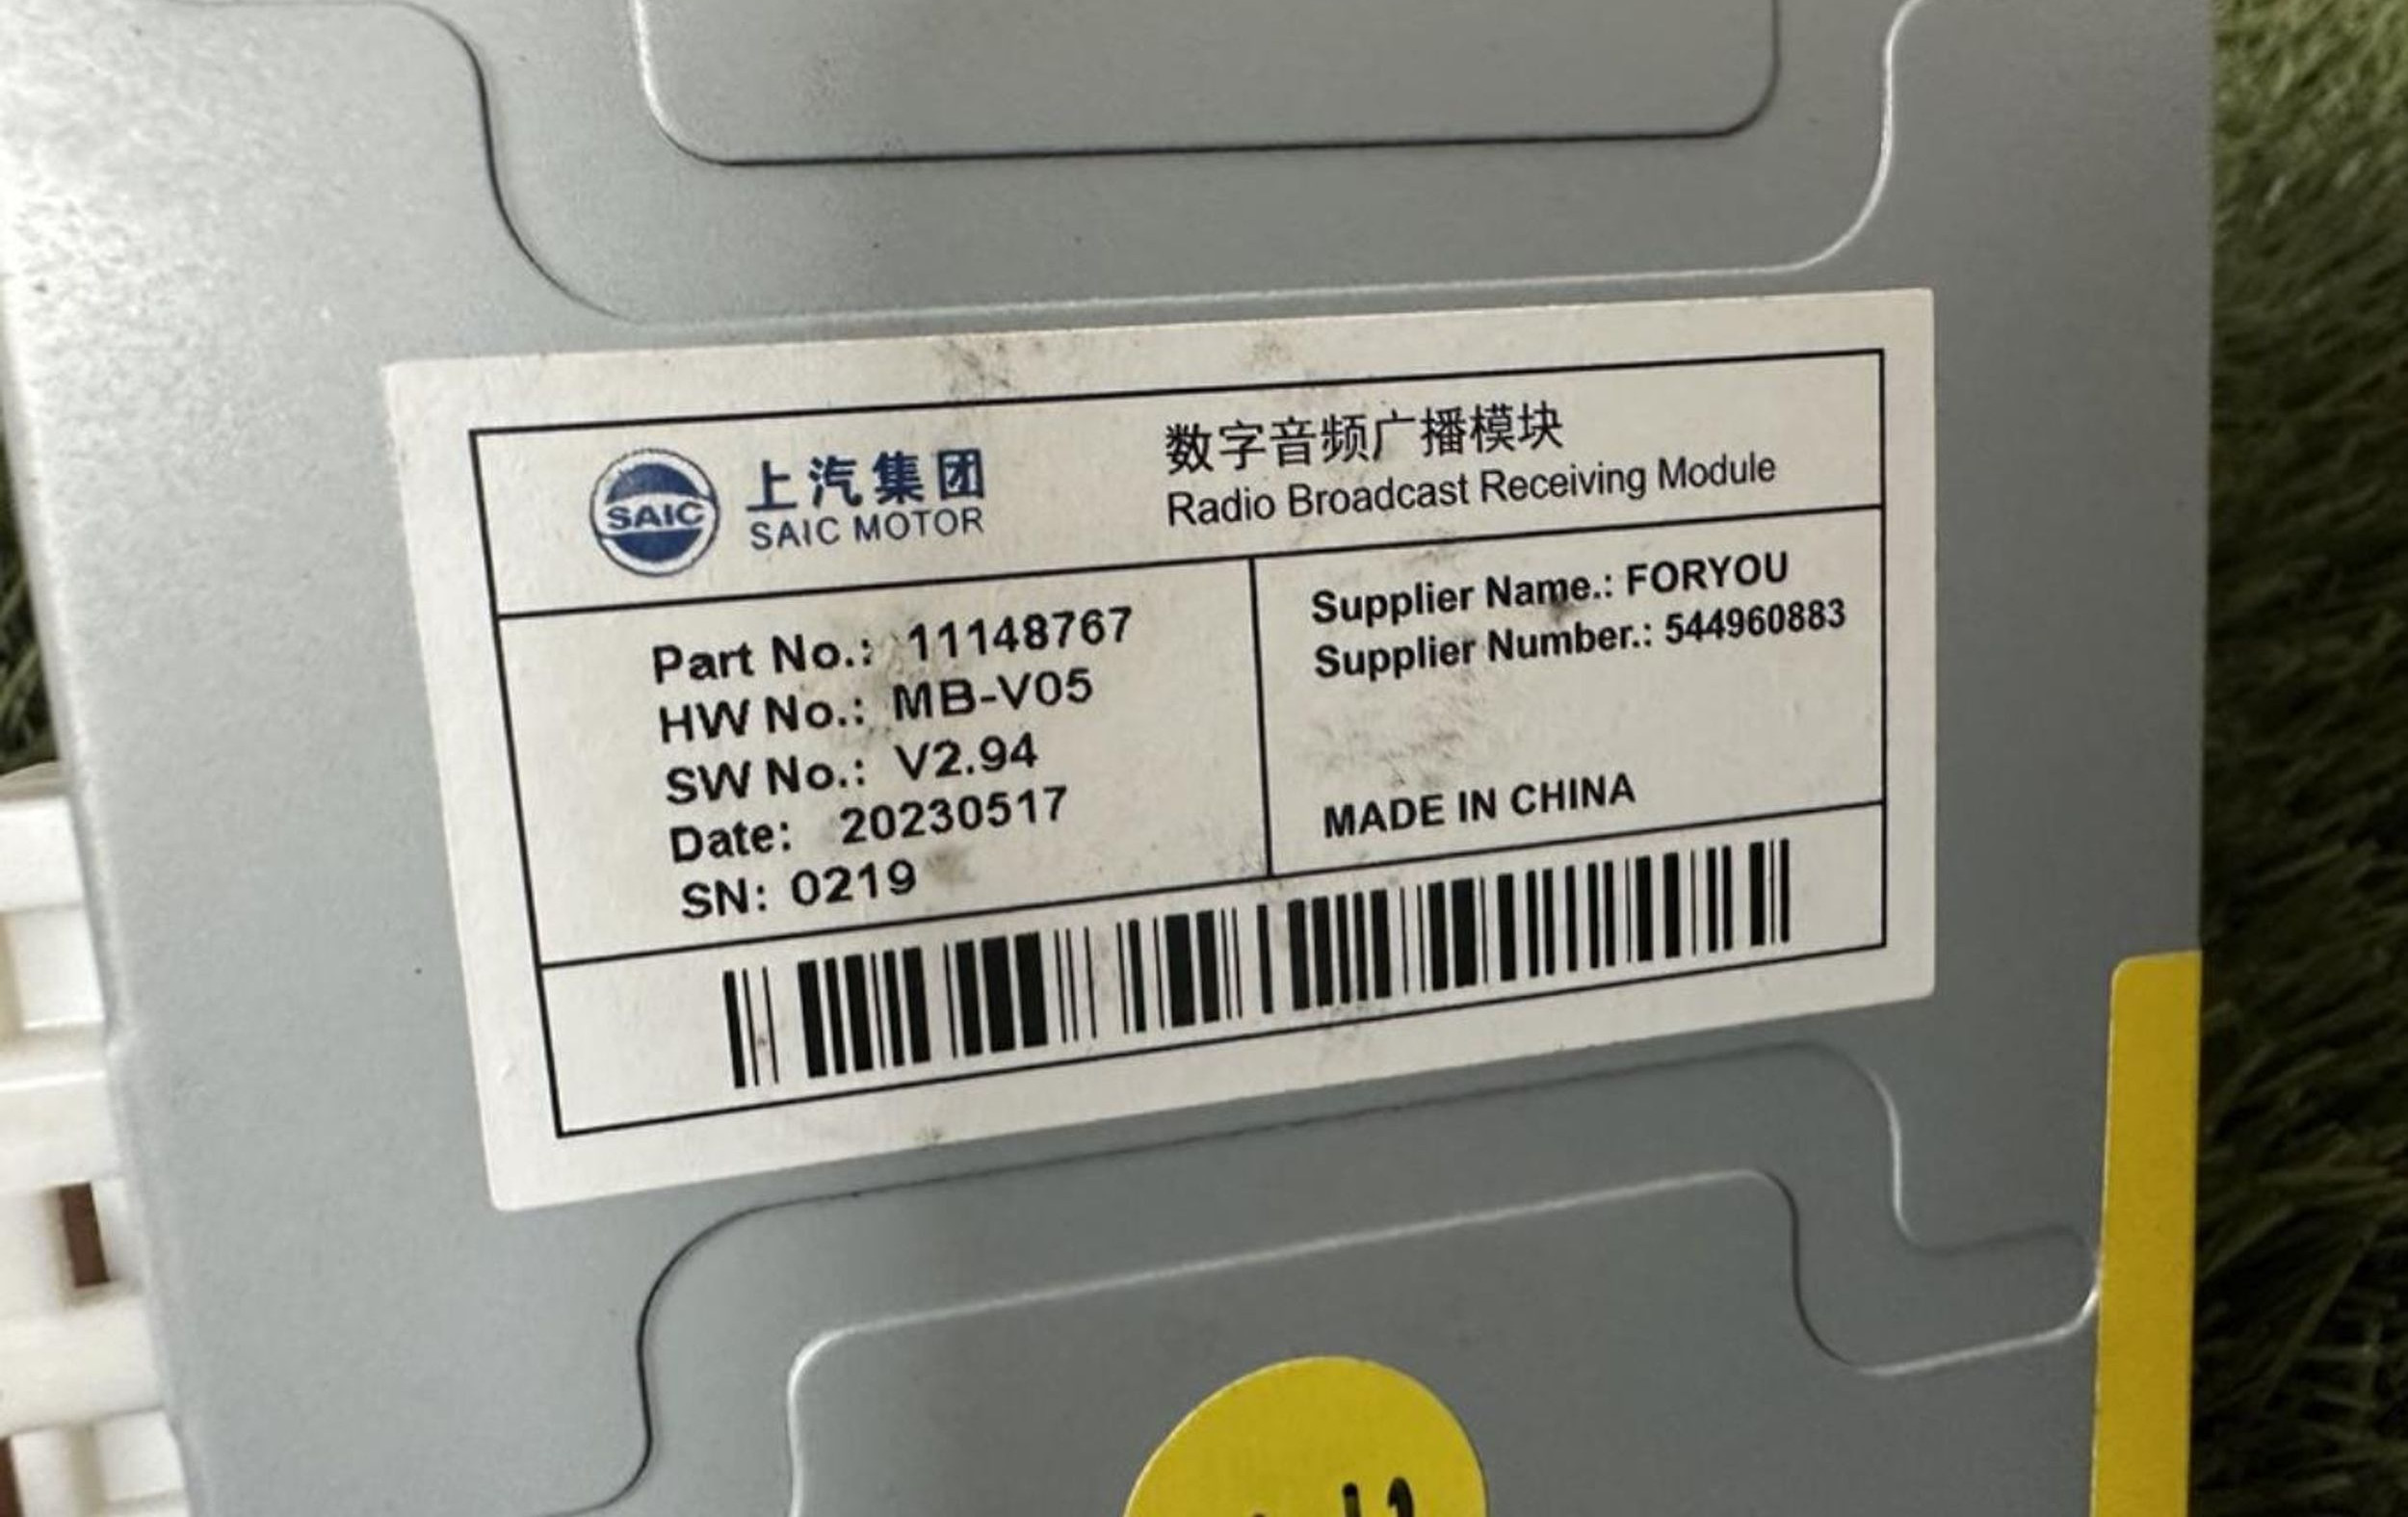 SAIC
上汽集团
SAIC MOTOR
数字音频广播模块
Radio Broadcast Receiving Module
Part No.: 11148767
HW No.: MB-V05
SW No.: V2.94
Date: 20230517
SN: 0219
Supplier Name.: FORYOU
Supplier Number.: 544960883
MADE IN CHINA